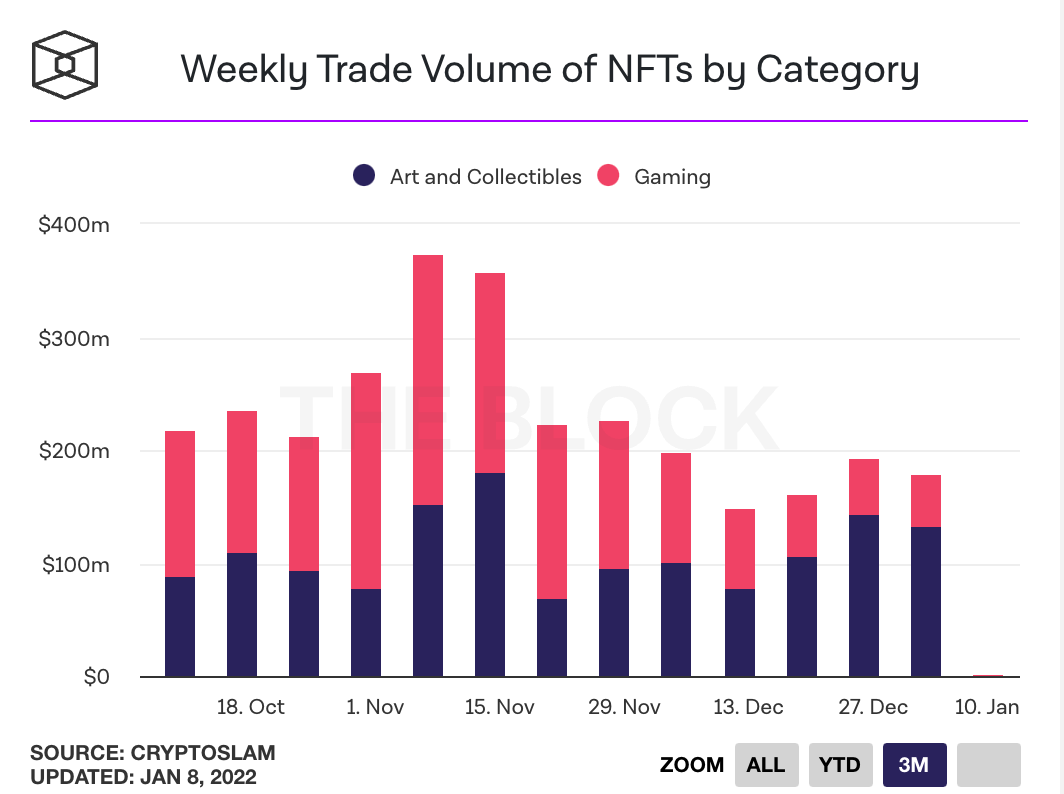 Weekly Trade Volume of NFTs by Category
Art and Collectibles Gaming
$400m
$300m
THE BLOCK
$200m
$100m
$0
18. Oct 1. Nov 15. Nov 29. Nov 13. Dec 27. Dec 10. Jan
SOURCE: CRYPTOSLAM
UPDATED: JAN 8, 2022
ZOOM ALL YTD 3M